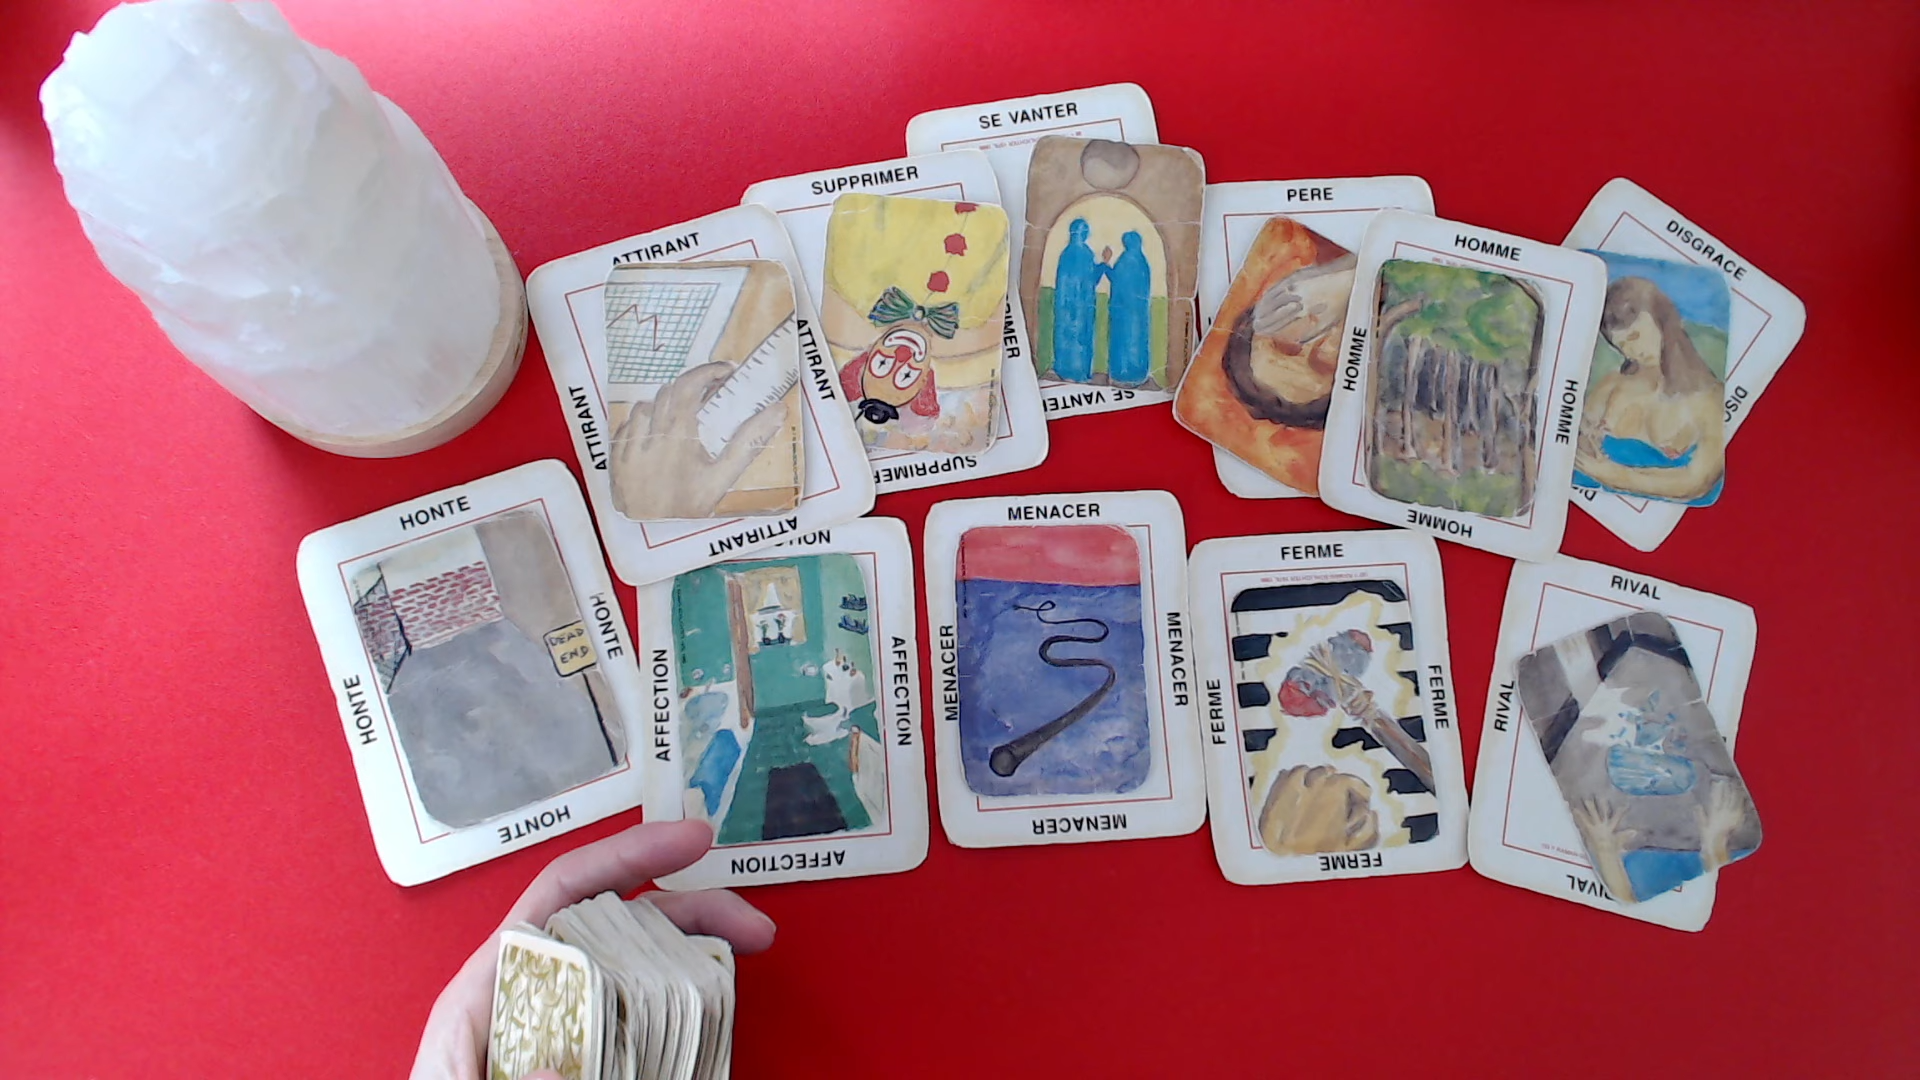 SE VANTER
SE VANTER
SUPPRIMER
SUPPRIMER
ATTIRANT
ATTIRANT
ATTIRANT
ATTIRANT
PERE
HOMME
HOMME
HOMME
HOMME
DISGRACE
HONTE
HONTE
HONTE
HONTE
DEAD
END
AFFECTION
AFFECTION
AFFECTION
MENACER
MENACER
MENACER
MENACER
FERME
FERME
FERME
FERME
RIVAL
RIVAL